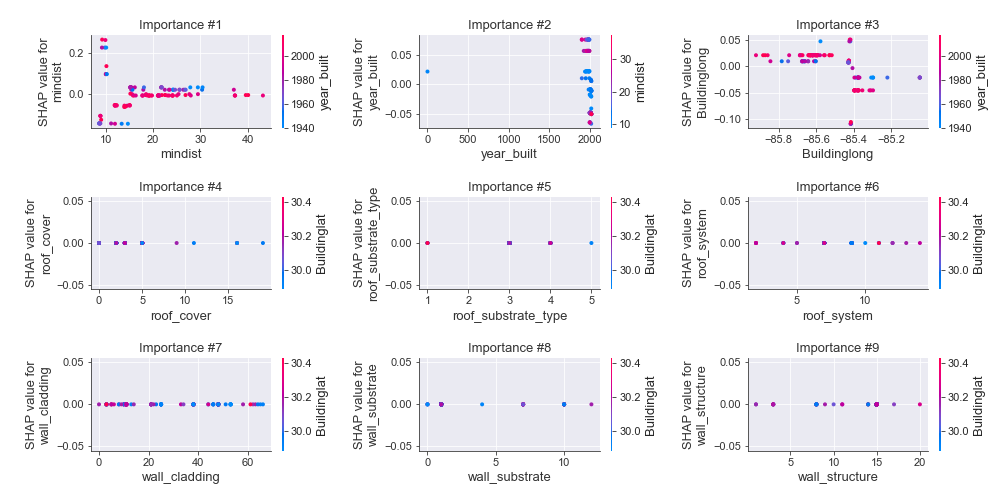 Importance #1
SHAP value for
mindist
0.2
0.0
10
20
30
40
mindist
2000
1980
1960
1940
year_built
Importance #2
SHAP value for
year_built
0.05
0.00
−0.05
0
500
1000
1500
2000
year_built
30
20
10
mindist
Importance #3
SHAP value for
Buildinglong
0.05
0.00
−0.05
−0.10
−85.8
−85.6
−85.4
−85.2
Buildinglong
2000
1980
1960
1940
year_built
Importance #4
SHAP value for
roof_cover
0.05
0.00
−0.05
0
5
10
15
roof_cover
30.4
30.2
30.0
Buildinglat
Importance #5
SHAP value for
roof_substrate_type
0.05
0.00
−0.05
1
2
3
4
5
roof_substrate_type
30.4
30.2
30.0
Buildinglat
Importance #6
SHAP value for
roof_system
0.05
0.00
−0.05
5
10
roof_system
30.4
30.2
30.0
Buildinglat
Importance #7
SHAP value for
wall_cladding
0.05
0.00
−0.05
0
20
40
60
wall_cladding
30.4
30.2
30.0
Buildinglat
Importance #8
SHAP value for
wall_substrate
0.05
0.00
−0.05
0
5
10
wall_substrate
30.4
30.2
30.0
Buildinglat
Importance #9
SHAP value for
wall_structure
0.05
0.00
−0.05
5
10
15
20
wall_structure
30.4
30.2
30.0
Buildinglat